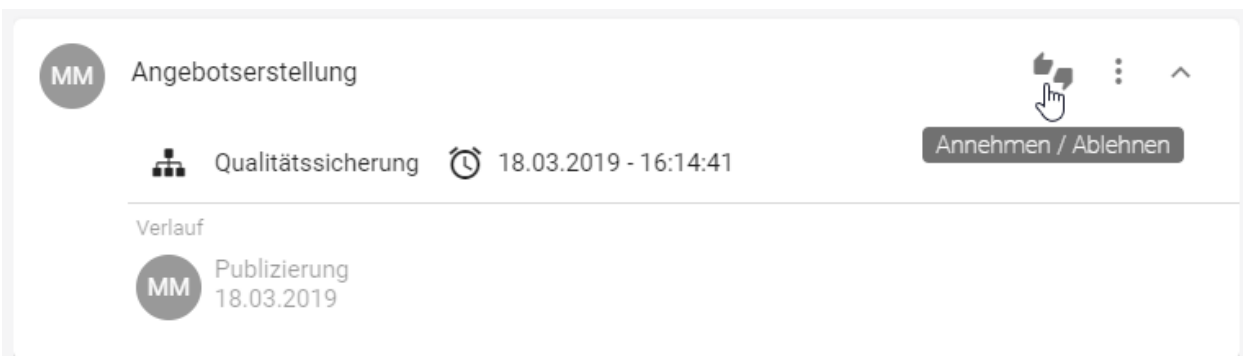 MM Angebotserstellung
Annehmen / Ablehnen
Qualitätssicherung 18.03.2019 - 16:14:41
Verlauf
MM Publizierung
18.03.2019